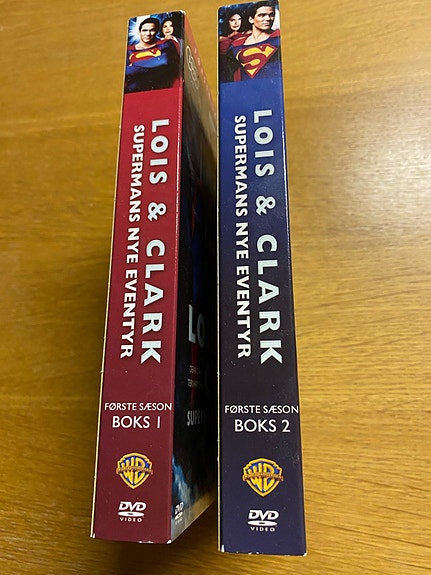 LOIS & CLARK
SUPERMANS NYE EVENTYR
FØRSTE SÆSON
BOKS 1
DVD
VIDEO
LOIS & CLARK
SUPERMANS NYE EVENTYR
FØRSTE SÆSON
BOKS 2
DVD
VIDEO